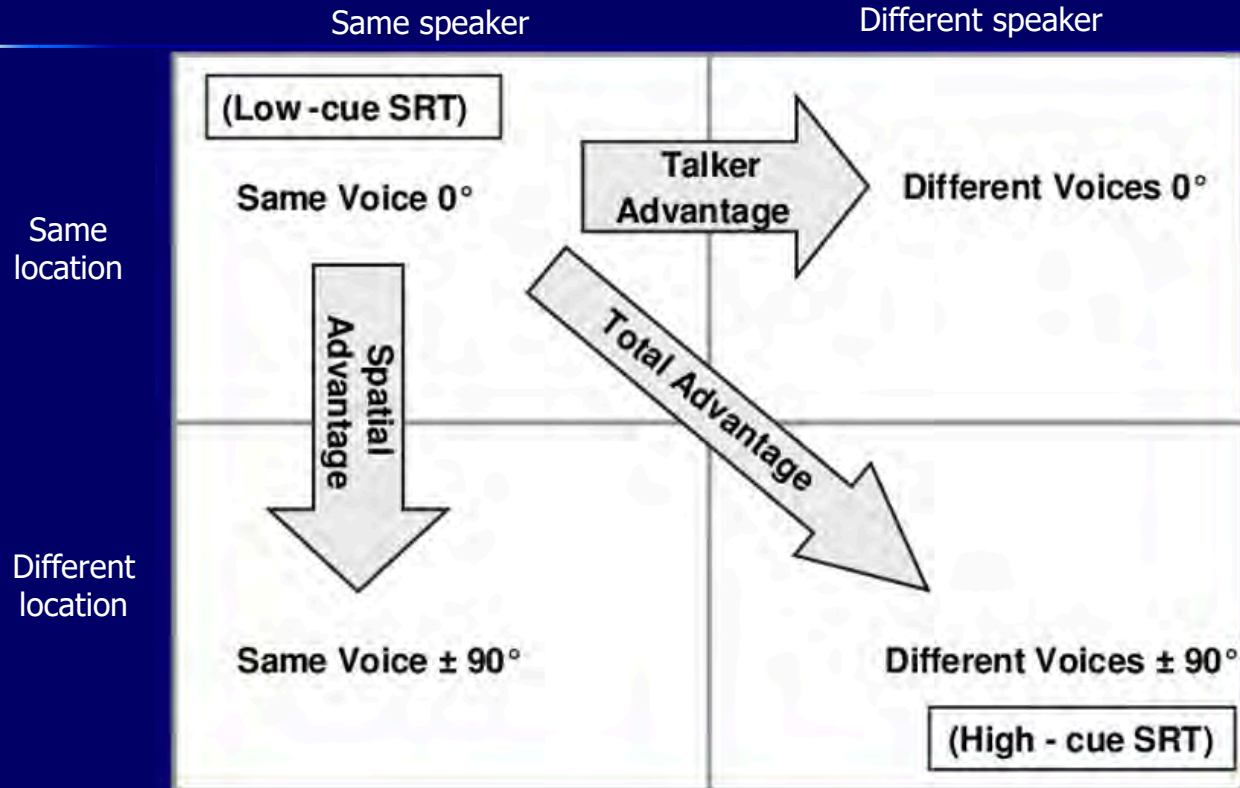 Same speaker
Different speaker
Same
location
(Low-cue SRT)
Same Voice 0°
Talker
Advantage
Different Voices 0°
Spatial
Advantage
Total Advantage
Different
location
Same Voice ± 90°
Different Voices ± 90°
(High - cue SRT)